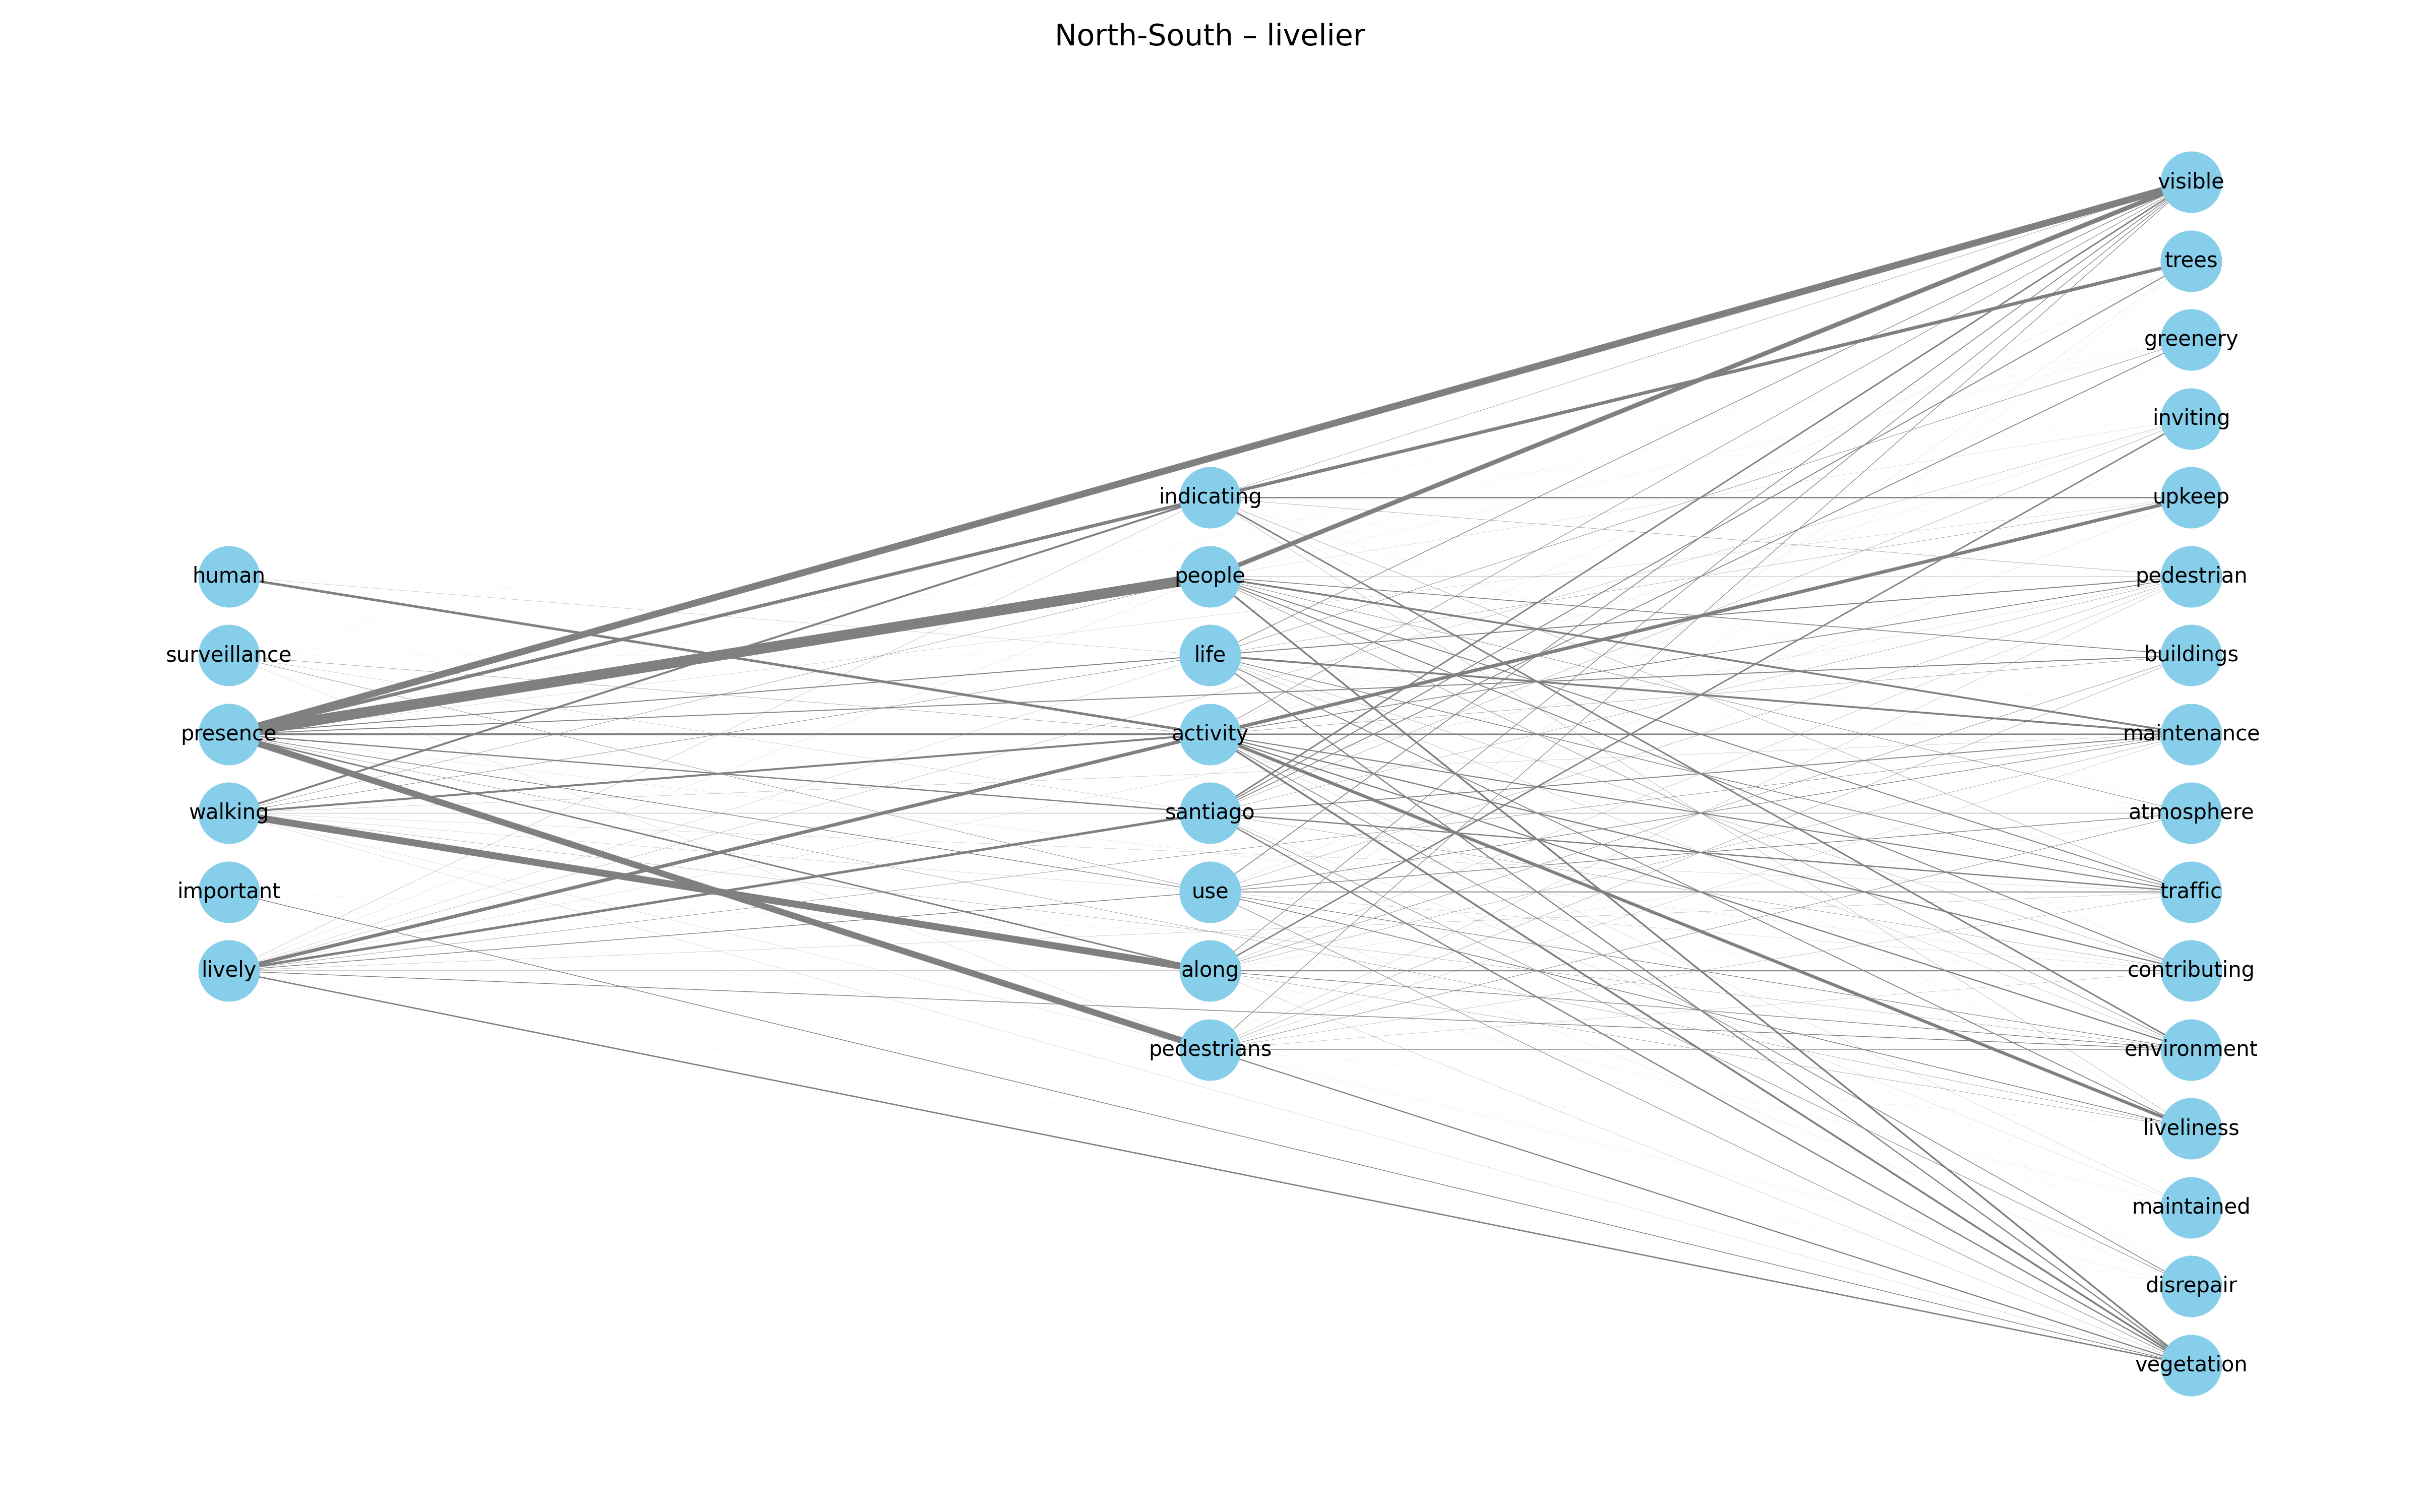 North-South – livelier
human
surveillance
presence
walking
important
lively
indicating
people
life
activity
santiago
use
along
pedestrians
visible
trees
greenery
inviting
upkeep
pedestrian
buildings
maintenance
atmosphere
traffic
contributing
environment
liveliness
maintained
disrepair
vegetation